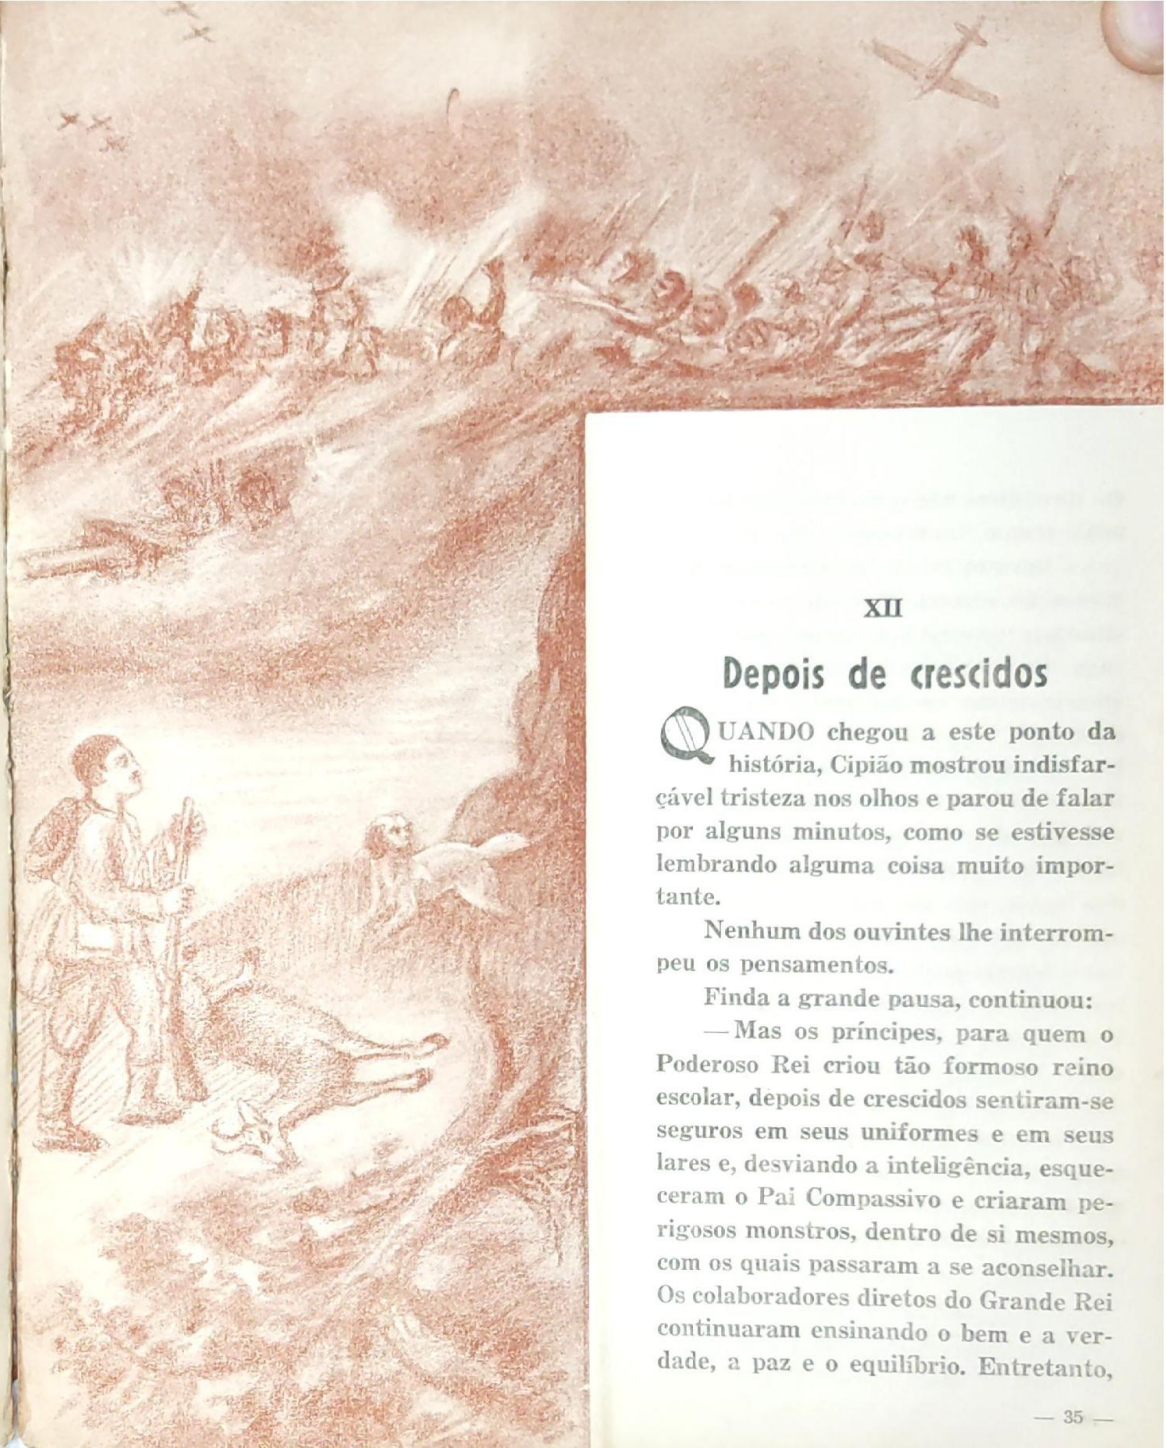 XII
Depois de crescidos
QUANDO chegou a este ponto da
história, Cipião mostrou indisfar-
çável tristeza nos olhos e parou de falar
por alguns minutos, como se estivesse
lembrando alguma coisa muito impor-
tante.
Nenhum dos ouvintes lhe interrom-
peu os pensamentos.
Finda a grande pausa, continuou:
— Mas os príncipes, para quem o
Poderoso Rei criou tão formoso reino
escolar, depois de crescidos sentiram-se
seguros em seus uniformes e em seus
lares e, desviando a inteligência, esque-
ceram o Pai Compassivo e criaram pe-
rigosos monstros, dentro de si mesmos,
com os quais passaram a se aconselhar.
Os colaboradores diretos do Grande Rei
continuaram ensinando o bem e a ver-
dade, a paz e o equilíbrio. Entretanto,
— 35 —